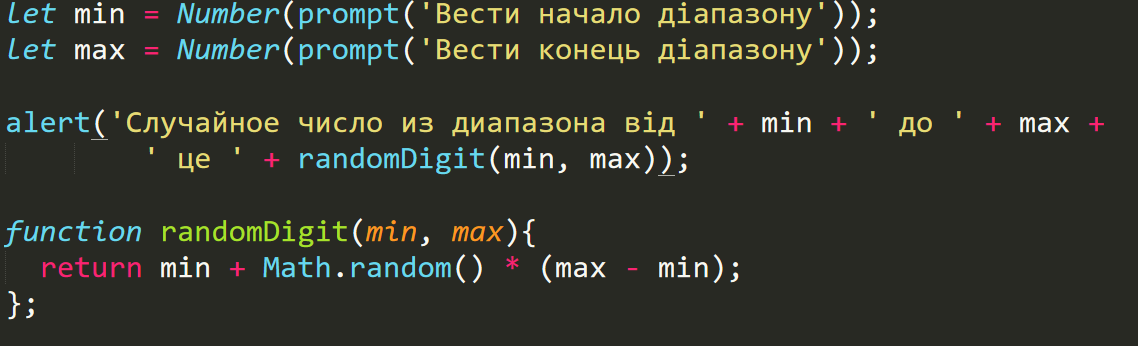 let min = Number(prompt('Вести начало діапазону'));
let max = Number(prompt('Вести конець діапазону'));
alert('Случайное число из диапазона від ' + min + ' до ' + max +
' це ' + randomDigit(min, max));
function randomDigit(min, max){
return min + Math.random() * (max - min);
};